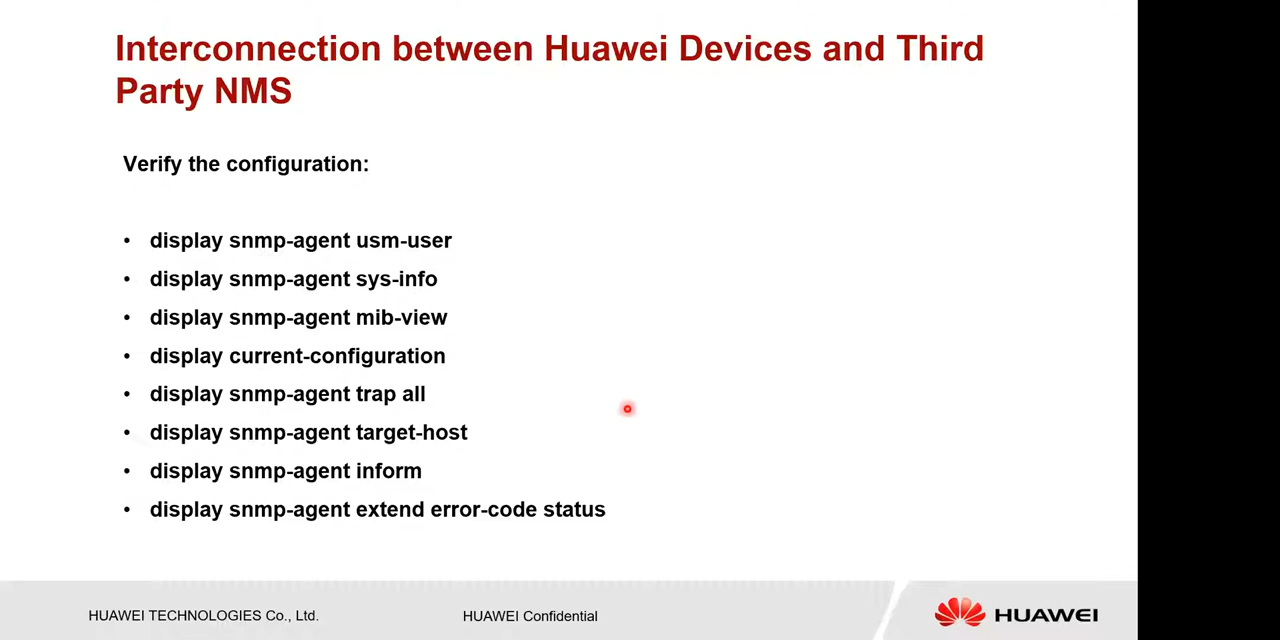 Interconnection between Huawei Devices and Third
Party NMS
Verify the configuration:
• display snmp-agent usm-user
• display snmp-agent sys-info
• display snmp-agent mib-view
• display current-configuration
• display snmp-agent trap all
• display snmp-agent target-host
• display snmp-agent inform
• display snmp-agent extend error-code status
HUAWEI TECHNOLOGIES Co., Ltd.
HUAWEI Confidential
HUAWEI